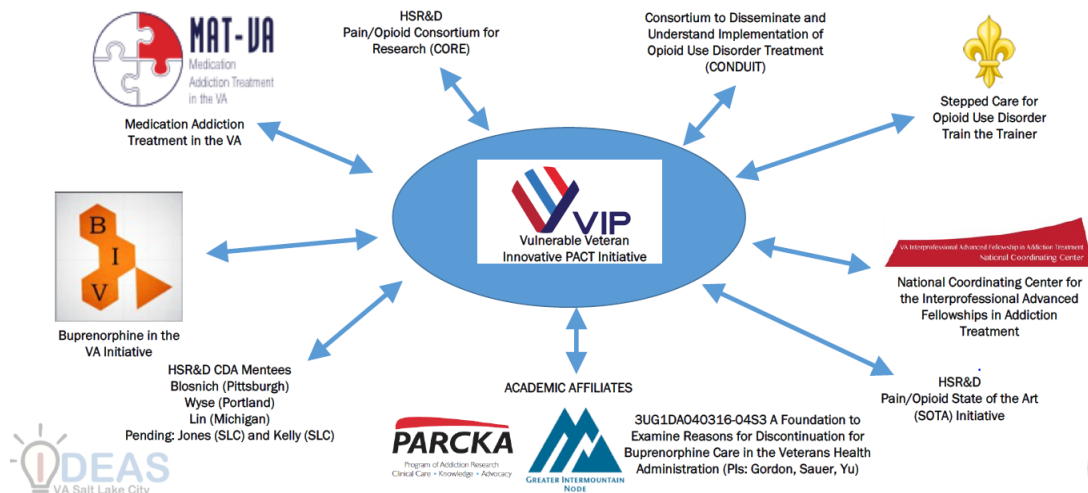 MAT-VA
Medication
Addiction
Treatment
in the VA
Medication Addiction
Treatment in the VA
HSR&D
Pain/Opioid Consortium for
Research (CORE)
Consortium to Disseminate and
Understand Implementation of
Opioid Use Disorder Treatment
(CONDUIT)
Stepped Care for
Opioid Use Disorder
Train the Trainer
VIP
Vulnerable Veteran
Innovative PACT Initiative
B
I
V
Buprenorphine in the
VA Initiative
VA Interprofessional Advanced Fellowship in Addiction Treatment
National Coordinating Center
National Coordinating Center for
the Interprofessional Advanced
Fellowships in Addiction
Treatment
HSR&D CDA Mentees
Blosnich (Pittsburgh)
Wyse (Portland)
Lin (Michigan)
Pending: Jones (SLC) and Kelly (SLC)
ACADEMIC AFFILIATES
PARCKA
Program of Addiction Research
Clinical Care • Knowledge • Advocacy
GREATER INTERMOUNTAIN
NODE
3UG1DA040316-04S3 A Foundation to
Examine Reasons for Discontinuation for
Buprenorphine Care in the Veterans Health
Administration (PIs: Gordon, Sauer, Yu)
HSR&D
Pain/Opioid State of the Art
(SOTA) Initiative
IDEAS
VA Salt Lake City